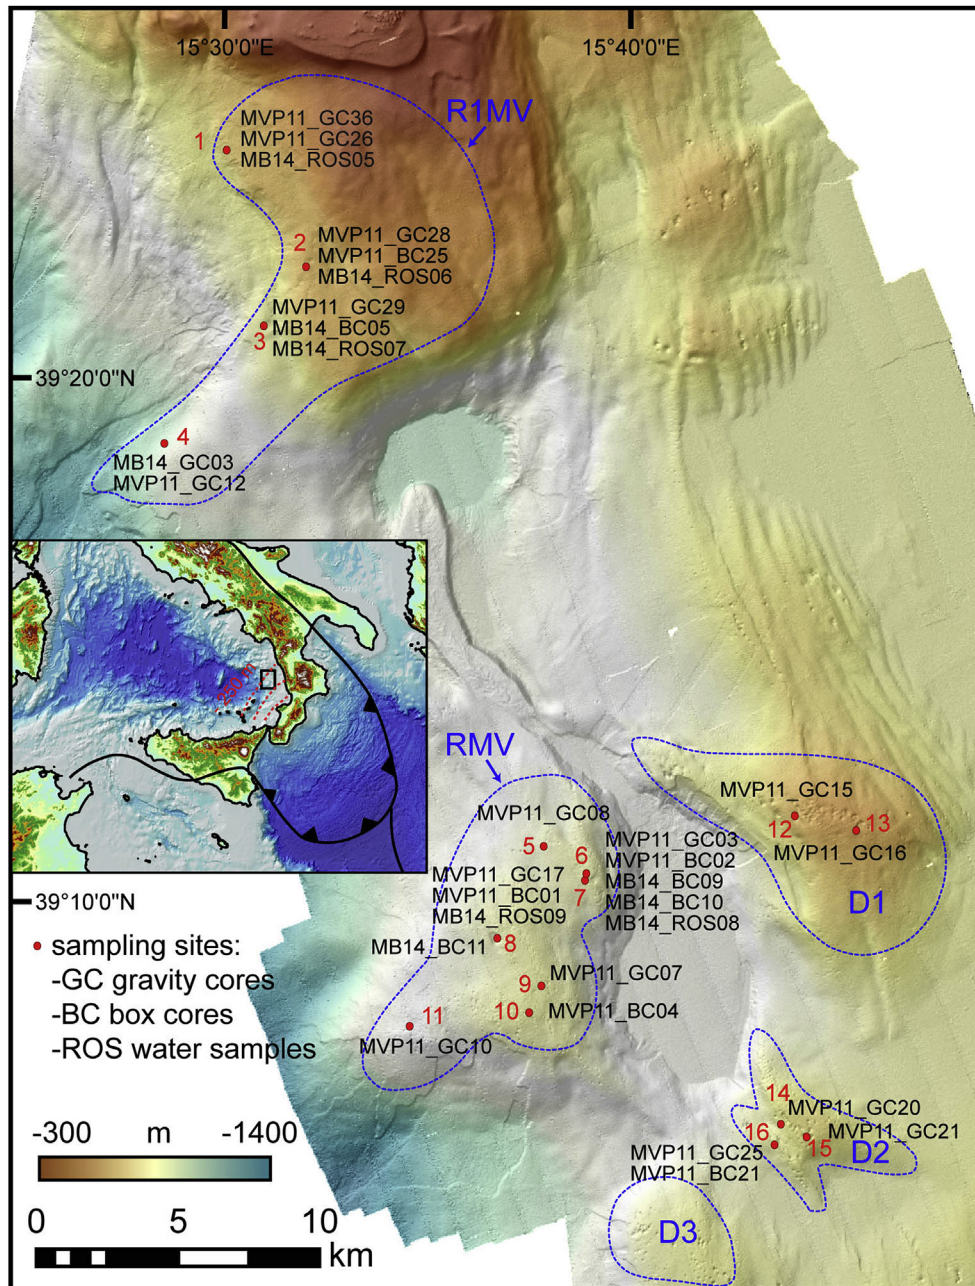 15°30'0"E
15°40'0"E
R1MV
1
MVP11_GC36
MVP11_GC26
MB14_ROS05
2
MVP11_GC28
MVP11_BC25
MB14_ROS06
3
MVP11_GC29
MB14_BC05
MB14_ROS07
39°20'0"N
4
MB14_GC03
MVP11_GC12
250 m
RMV
MVP11_GC08
5
6
7
MVP11_GC03
MVP11_BC02
MB14_BC09
MB14_BC10
MB14_ROS08
MVP11_GC17
MVP11_BC01
MB14_ROS09
MVP11_GC15
12
13
MVP11_GC16
D1
39°10'0"N
MB14_BC11
8
9
MVP11_GC07
10
MVP11_BC04
11
MVP11_GC10
sampling sites:
-GC gravity cores
-BC box cores
-ROS water samples
14
MVP11_GC20
MVP11_GC21
15
16
MVP11_GC25
MVP11_BC21
D2
D3
-300 m -1400
0 5 10
km